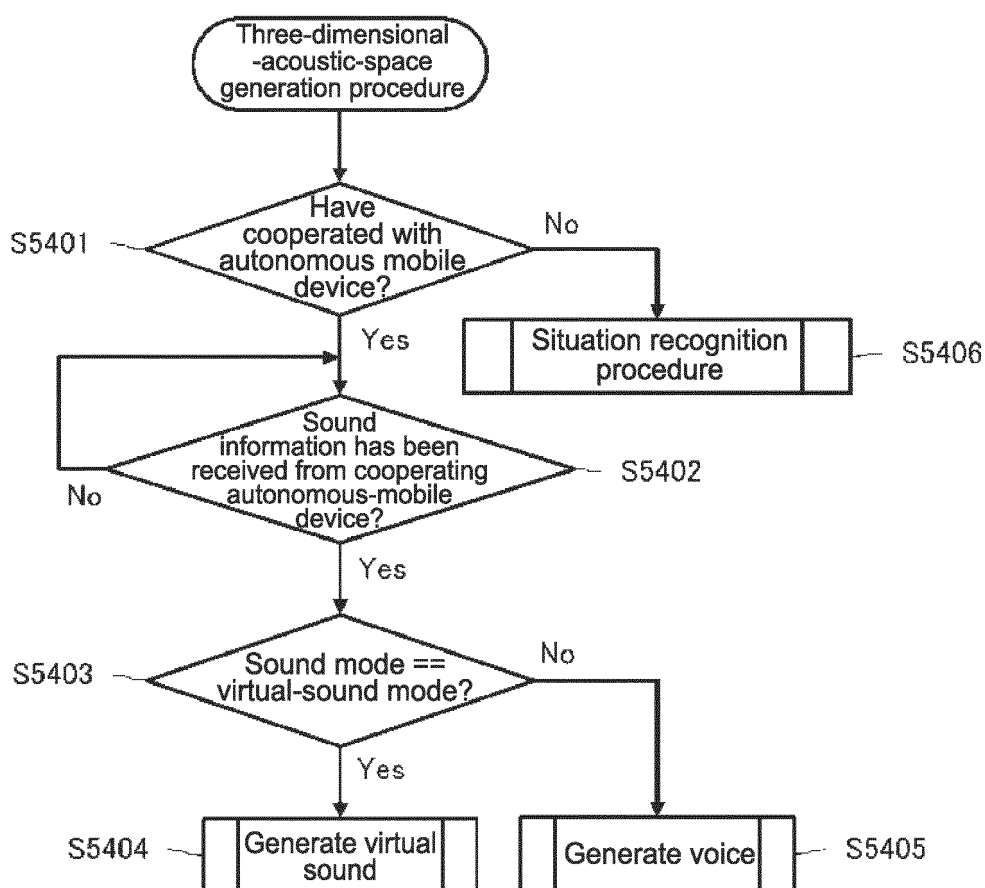 Three-dimensional
-acoustic-space
generation procedure
Have
cooperated with
autonomous mobile
device?
S5401
No
Yes
Situation recognition
procedure
S5406
Sound
information has been
received from cooperating
autonomous-mobile
device?
S5402
No
Yes
Sound mode ==
virtual-sound mode?
S5403
No
Yes
S5404
Generate virtual
sound
Generate voice
S5405